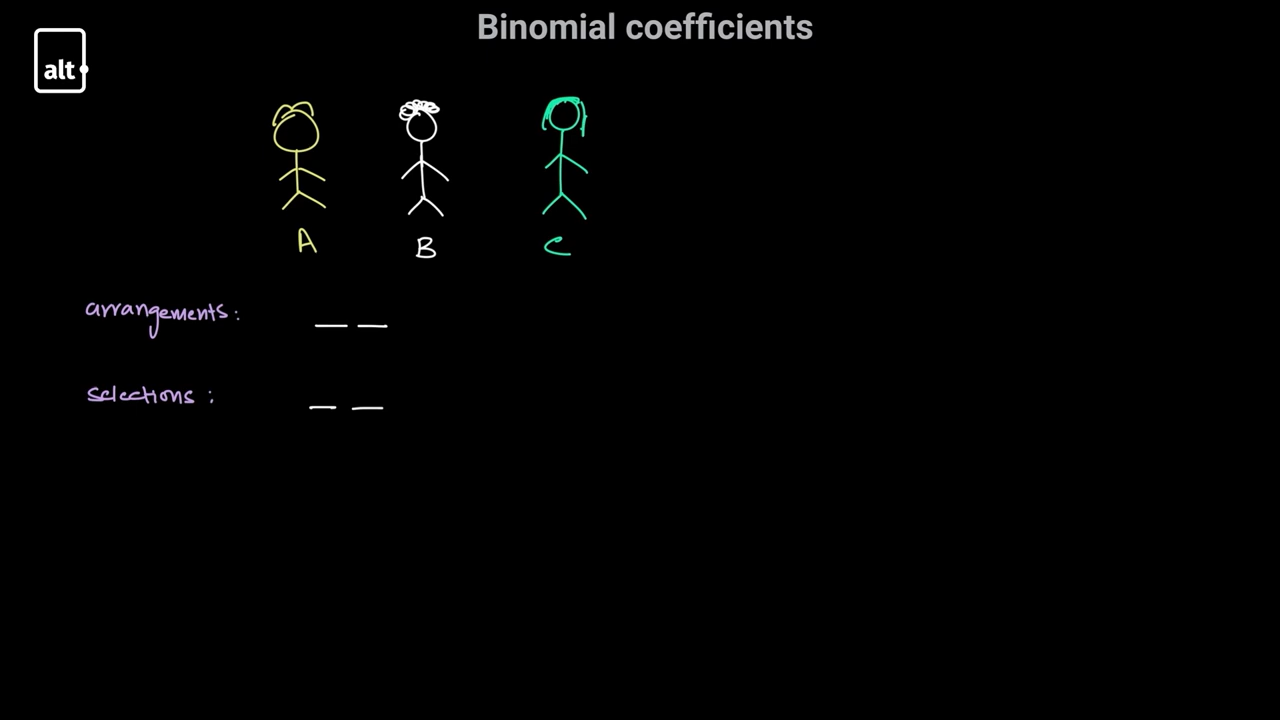 Binomial coefficients
alt
A B C
arrangements:
selections: